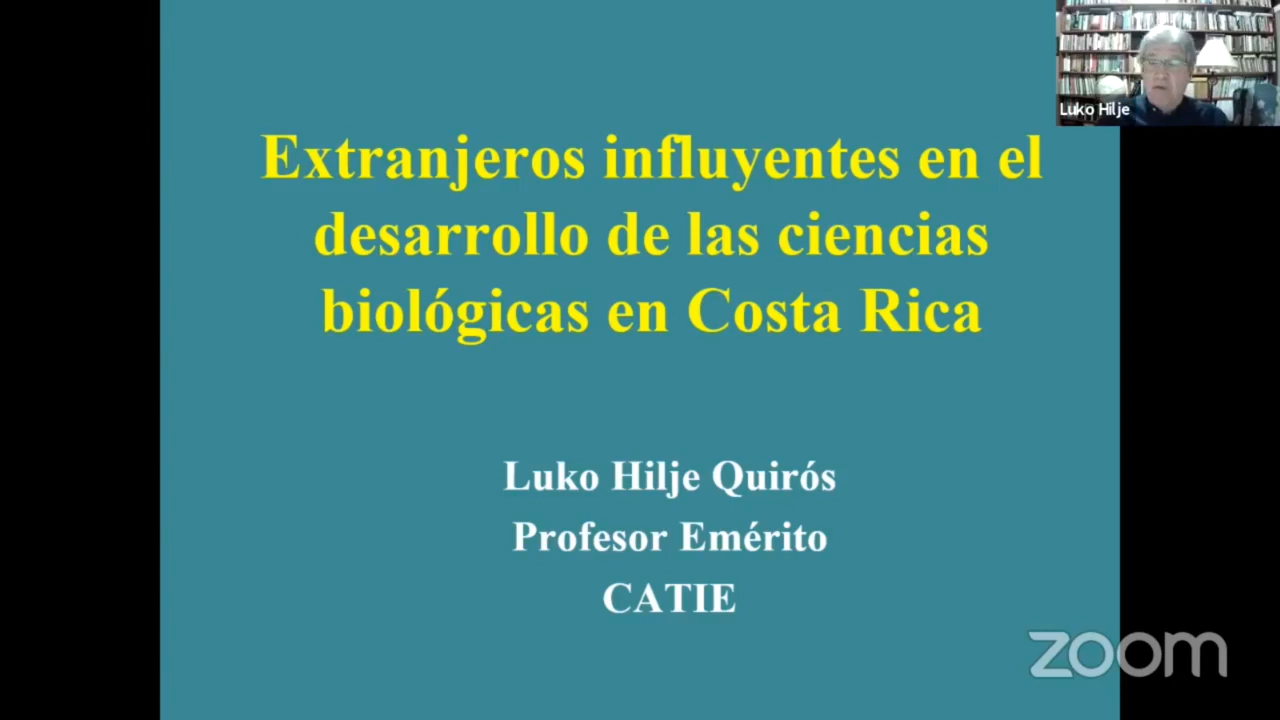 Luko Hilje
Extranjeros influyentes en el
desarrollo de las ciencias
biológicas en Costa Rica
Luko Hilje Quirós
Profesor Emérito
CATIE
zoom